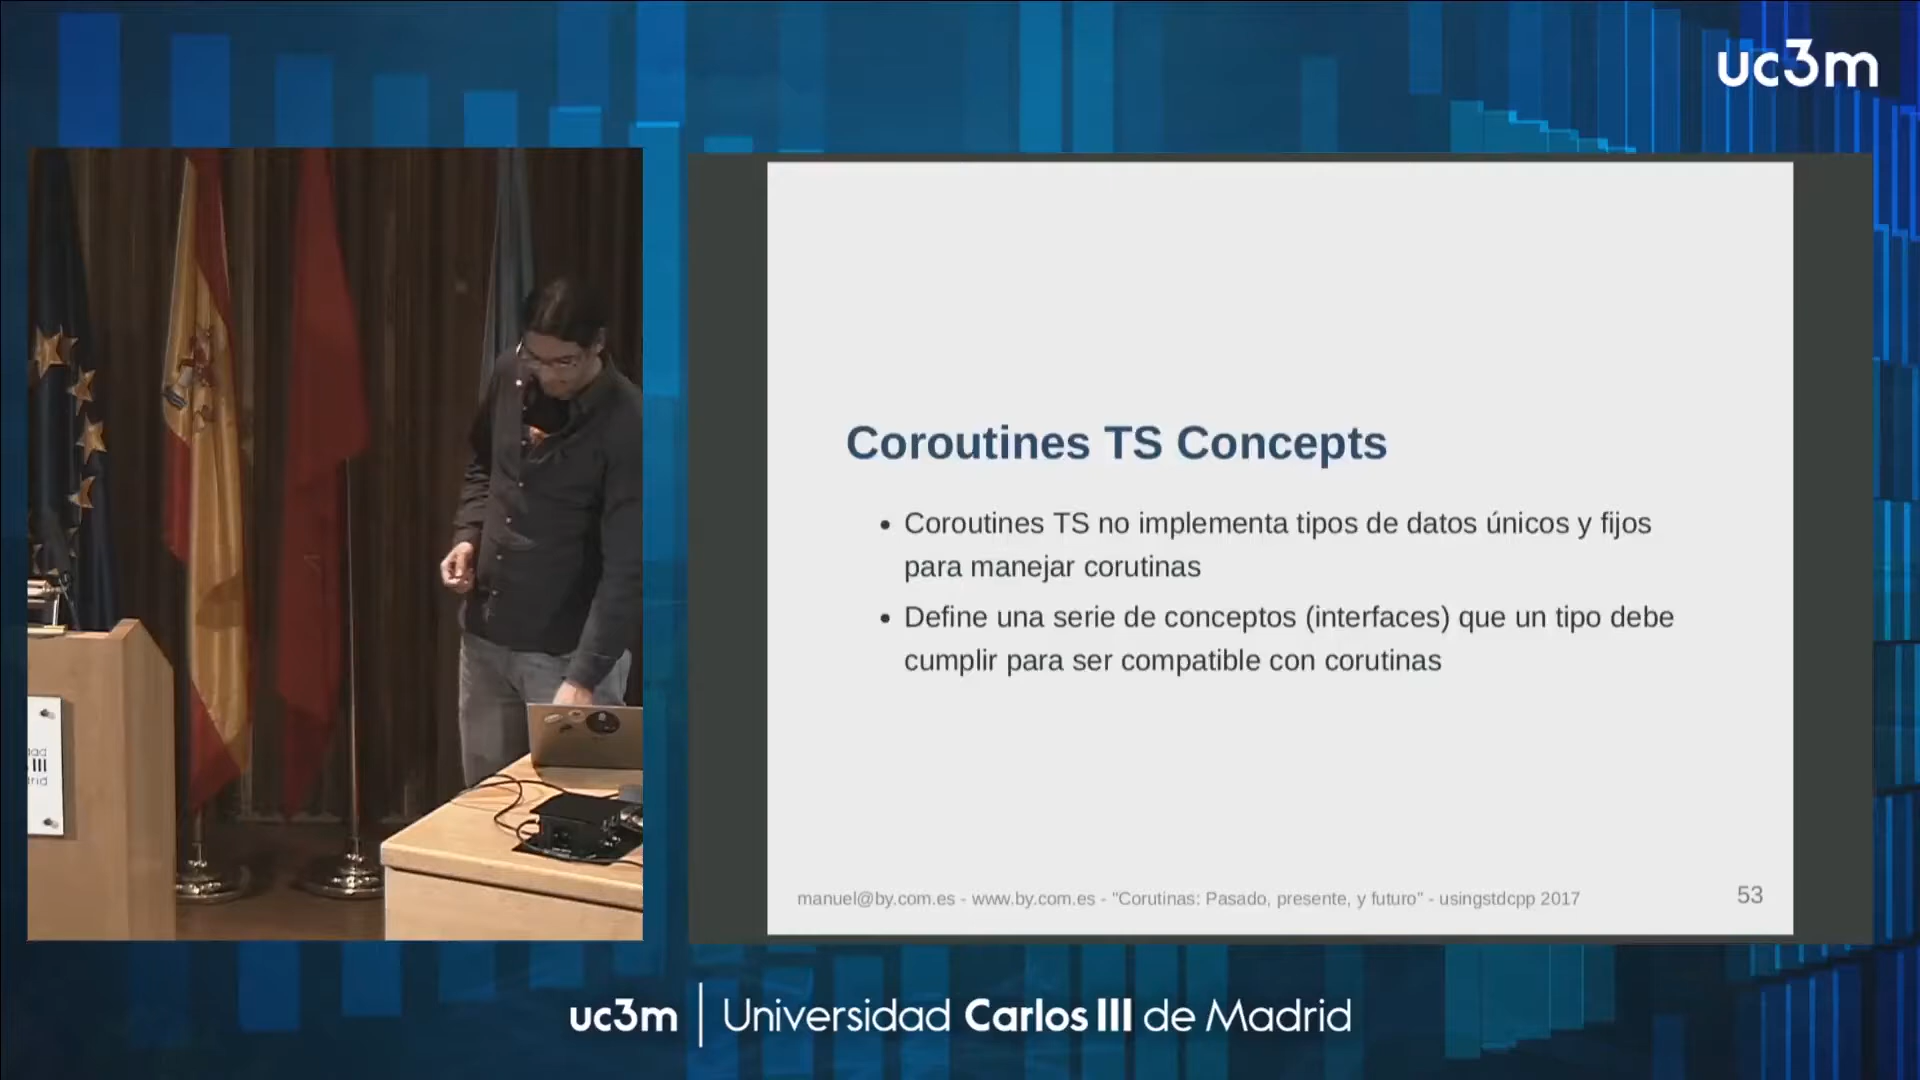 uc3m
Coroutines TS Concepts
• Coroutines TS no implementa tipos de datos únicos y fijos
para manejar corutinas
• Define una serie de conceptos (interfaces) que un tipo debe
cumplir para ser compatible con corutinas
manuel@by.com.es - www.by.com.es - "Corutinas: Pasado, presente, y futuro" - usingstdcpp 2017
53
III
uc3m | Universidad Carlos III de Madrid